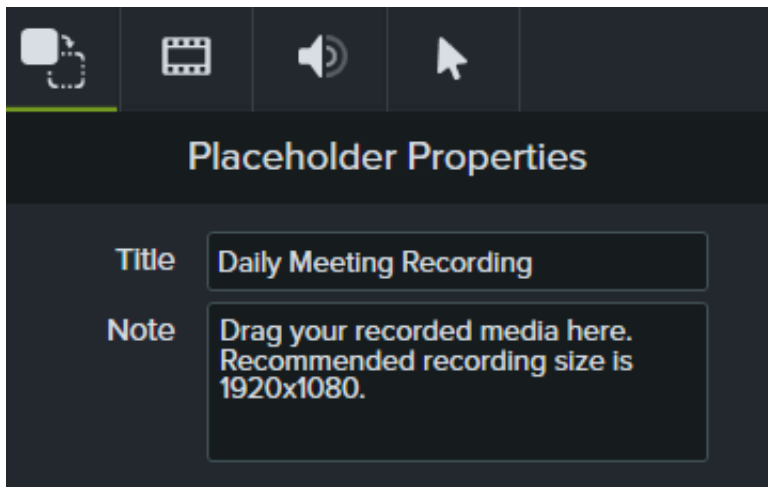 Placeholder Properties
Title
Daily Meeting Recording
Note
Drag your recorded media here.
Recommended recording size is
1920x1080.